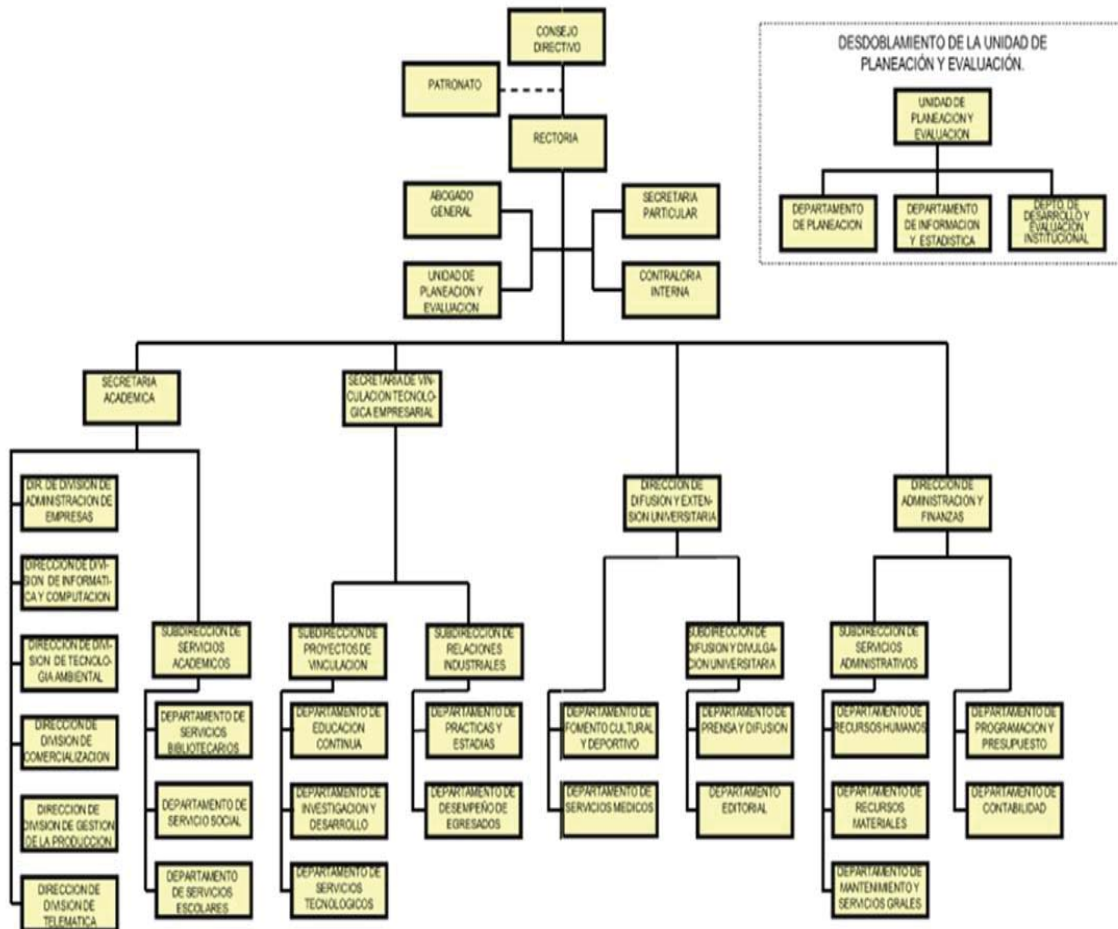 CONSEJO
DIRECTIVO
PATRONATO
RECTORIA
ABOGADO
GENERAL
SECRETARIA
PARTICULAR
UNIDAD DE
PLANEACION Y
EVALUACION
CONTRALORIA
INTERNA
DESDOBLAMIENTO DE LA UNIDAD DE
PLANEACIÓN Y EVALUACIÓN.
UNIDAD DE
PLANEACION Y
EVALUACION
DEPARTAMENTO
DE PLANEACION
DEPARTAMENTO
DE INFORMACION
Y ESTADISTICA
DEPTO. DE
DESARROLLO Y
EVALUACION
INSTITUCIONAL
SECRETARIA
ACADEMICA
SECRETARIA DE VIN-
CULACION TECNOLO-
GICA EMPRESARIAL
DIRECCION DE
DIFUSION Y EXTEN-
SION UNIVERSITARIA
DIRECCION DE
ADMINISTRACION Y
FINANZAS
DIR. DE DIVISION DE
ADMINISTRACION DE
EMPRESAS
DIRECCION DE DIVI-
SION DE INFORMATI-
CA Y COMPUTACION
DIRECCION DE DIVI-
SION DE TECNOLO-
GIA AMBIENTAL
DIRECCION DE
DIVISION DE
COMERCIALIZACION
DIRECCION DE
DIVISION DE GESTION
DE LA PRODUCCION
DIRECCION DE
DIVISION DE
TELEMATICA
SUBDIRECCION DE
SERVICIOS
ACADEMICOS
DEPARTAMENTO DE
SERVICIOS
BIBLIOTECARIOS
DEPARTAMENTO DE
SERVICIO SOCIAL
DEPARTAMENTO
DE SERVICIOS
ESCOLARES
SUBDIRECCION DE
PROYECTOS DE
VINCULACION
DEPARTAMENTO DE
EDUCACION
CONTINUA
DEPARTAMENTO DE
INVESTIGACION Y
DESARROLLO
DEPARTAMENTO DE
SERVICIOS
TECNOLOGICOS
SUBDIRECCION DE
RELACIONES
INDUSTRIALES
DEPARTAMENTO DE
PRACTICAS Y
ESTADIAS
DEPARTAMENTO DE
DESEMPEÑO DE
EGRESADOS
DEPARTAMENTO DE
FOMENTO CULTURAL
Y DEPORTIVO
DEPARTAMENTO DE
SERVICIOS MEDICOS
SUBDIRECCION DE
DIFUSION Y DIVULGA-
CION UNIVERSITARIA
DEPARTAMENTO DE
PRENSA Y DIFUSION
DEPARTAMENTO
EDITORIAL
SUBDIRECCION DE
SERVICIOS
ADMINISTRATIVOS
DEPARTAMENTO DE
RECURSOS HUMANOS
DEPARTAMENTO DE
RECURSOS
MATERIALES
DEPARTAMENTO DE
MANTENIMIENTO Y
SERVICIOS GRALES
DEPARTAMENTO DE
PROGRAMACION Y
PRESUPUESTO
DEPARTAMENTO DE
CONTABILIDAD